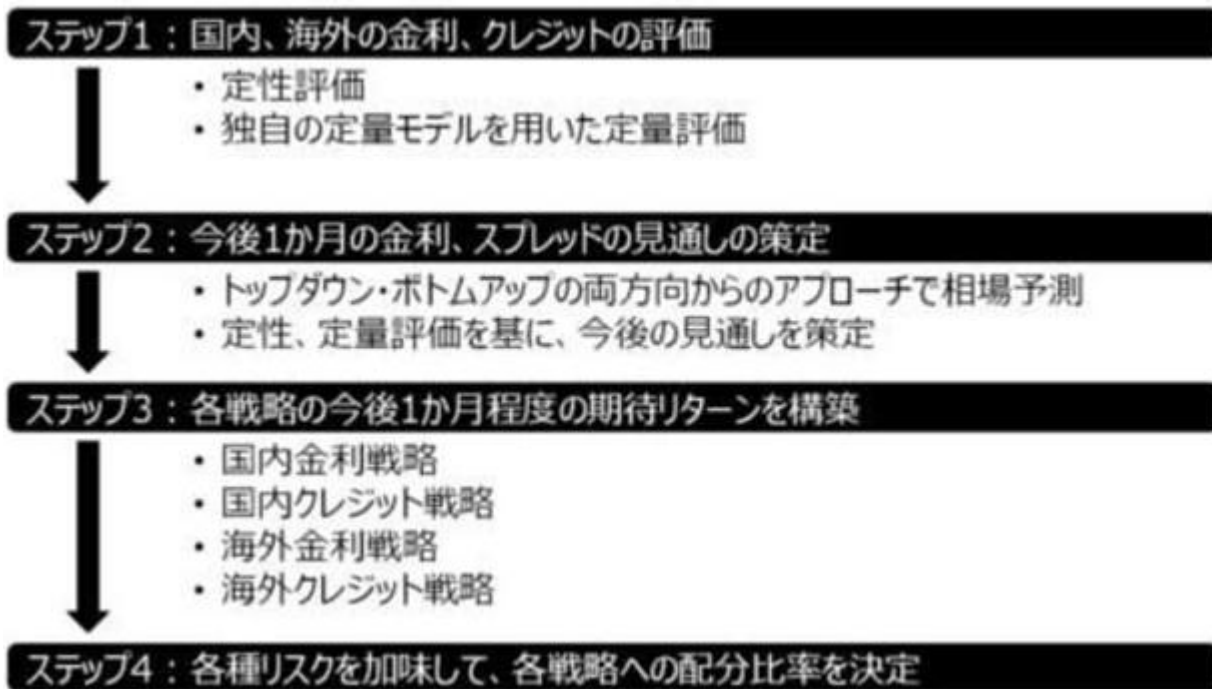 ステップ1：国内、海外の金利、クレジットの評価
・定性評価
・独自の定量モデルを用いた定量評価
ステップ2：今後1か月の金利、スプレッドの見通しの策定
・トップダウン・ボトムアップの両方向からのアプローチで相場予測
・定性、定量評価を基に、今後の見通しを策定
ステップ3：各戦略の今後1か月程度の期待リターンを構築
・国内金利戦略
・国内クレジット戦略
・海外金利戦略
・海外クレジット戦略
ステップ4：各種リスクを加味して、各戦略への配分比率を決定